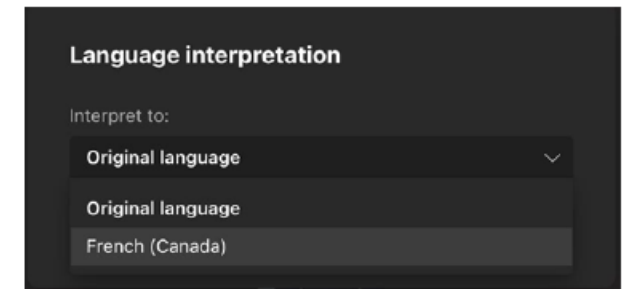 Language interpretation
Interpret to:
Original language
Original language
French (Canada)